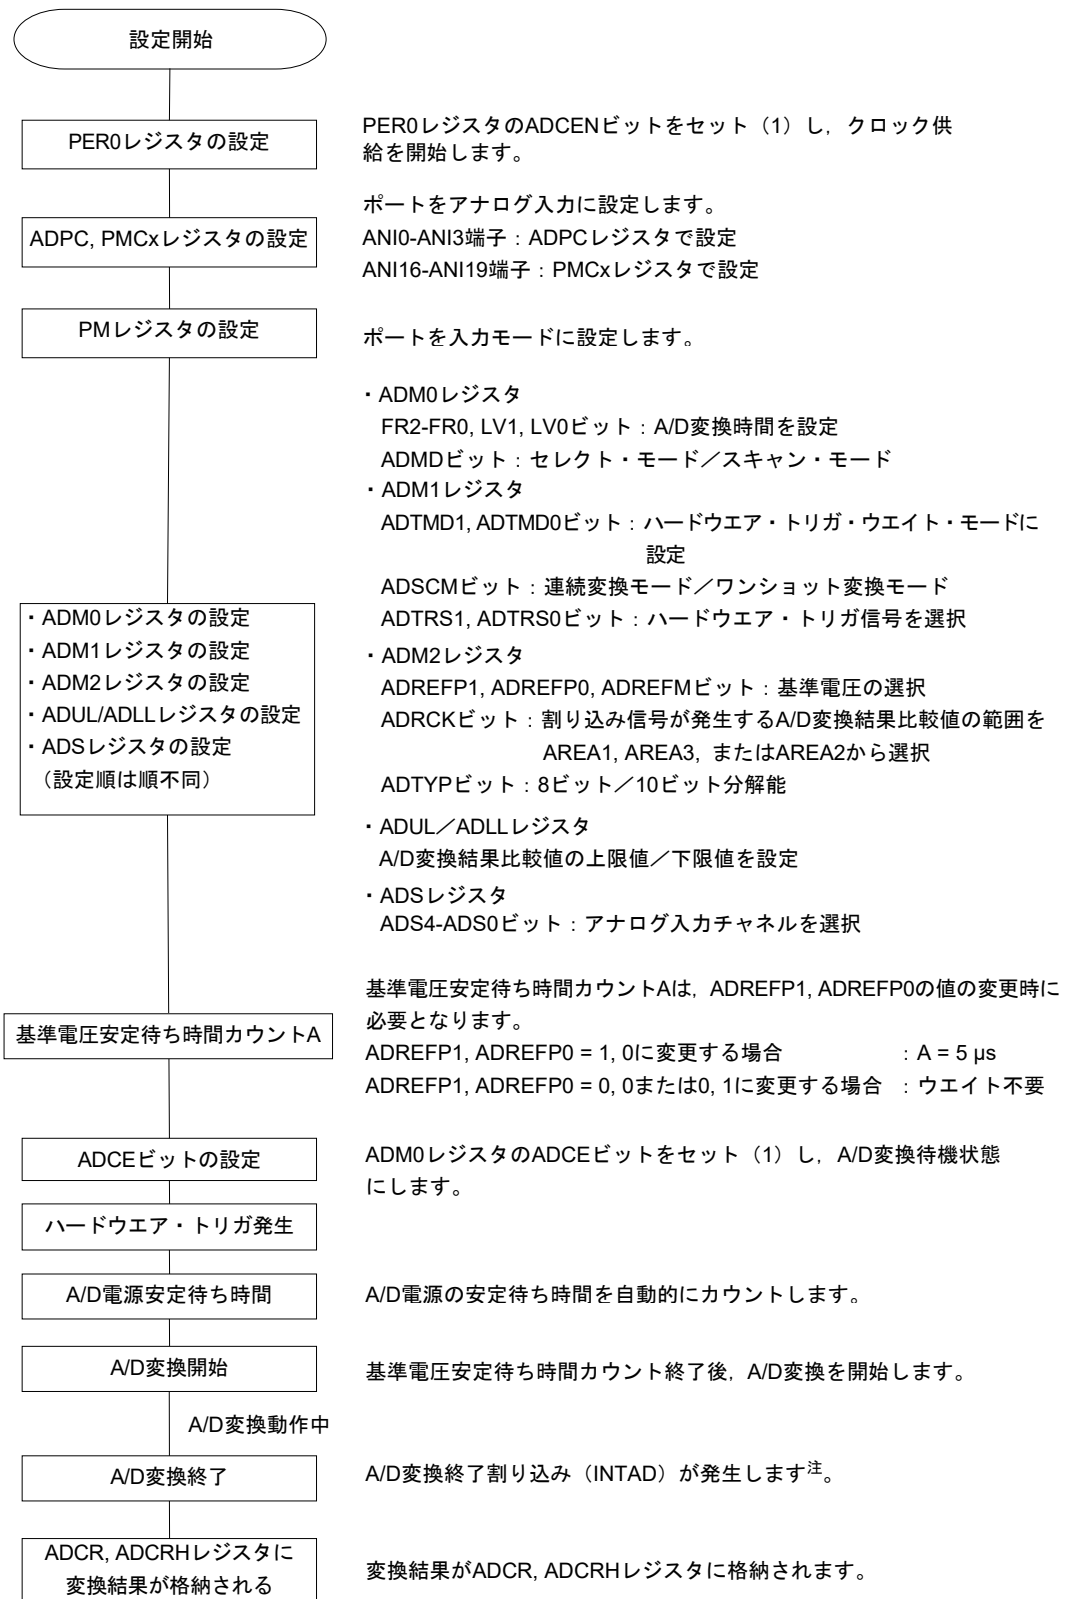 設定開始
PER0レジスタの設定
PER0レジスタのADCENビットをセット（1）し，クロック供
給を開始します。
ADPC, PMCxレジスタの設定
ポートをアナログ入力に設定します。
ANI0-ANI3端子：ADPCレジスタで設定
ANI16-ANI19端子：PMCxレジスタで設定
PMレジスタの設定
ポートを入力モードに設定します。
・ADM0レジスタの設定
・ADM1レジスタの設定
・ADM2レジスタの設定
・ADUL/ADLLレジスタの設定
・ADSレジスタの設定
（設定順は順不同）
・ADM0レジスタ
FR2-FR0, LV1, LV0ビット：A/D変換時間を設定
ADMDビット：セレクト・モード／スキャン・モード
・ADM1レジスタ
ADTMD1, ADTMD0ビット：ハードウエア・トリガ・ウエイト・モードに
設定
ADSCMビット：連続変換モード／ワンショット変換モード
ADTRS1, ADTRS0ビット：ハードウエア・トリガ信号を選択
・ADM2レジスタ
ADREFP1, ADREFP0, ADREFMビット：基準電圧の選択
ADRCKビット：割り込み信号が発生するA/D変換結果比較値の範囲を
AREA1, AREA3, またはAREA2から選択
ADTYPビット：8ビット／10ビット分解能
・ADUL／ADLLレジスタ
A/D変換結果比較値の上限値／下限値を設定
・ADSレジスタ
ADS4-ADS0ビット：アナログ入力チャネルを選択
基準電圧安定待ち時間カウントA
基準電圧安定待ち時間カウントAは，ADREFP1, ADREFP0の値の変更時に
必要となります。
ADREFP1, ADREFP0 = 1, 0に変更する場合 ：A = 5 µs
ADREFP1, ADREFP0 = 0, 0または0, 1に変更する場合 ：ウエイト不要
ADCEビットの設定
ADM0レジスタのADCEビットをセット（1）し，A/D変換待機状態
にします。
ハードウエア・トリガ発生
A/D電源安定待ち時間
A/D電源の安定待ち時間を自動的にカウントします。
A/D変換開始
基準電圧安定待ち時間カウント終了後，A/D変換を開始します。
A/D変換動作中
A/D変換終了
A/D変換終了割り込み（INTAD）が発生します注。
ADCR, ADCRHレジスタに
変換結果が格納される
変換結果がADCR, ADCRHレジスタに格納されます。